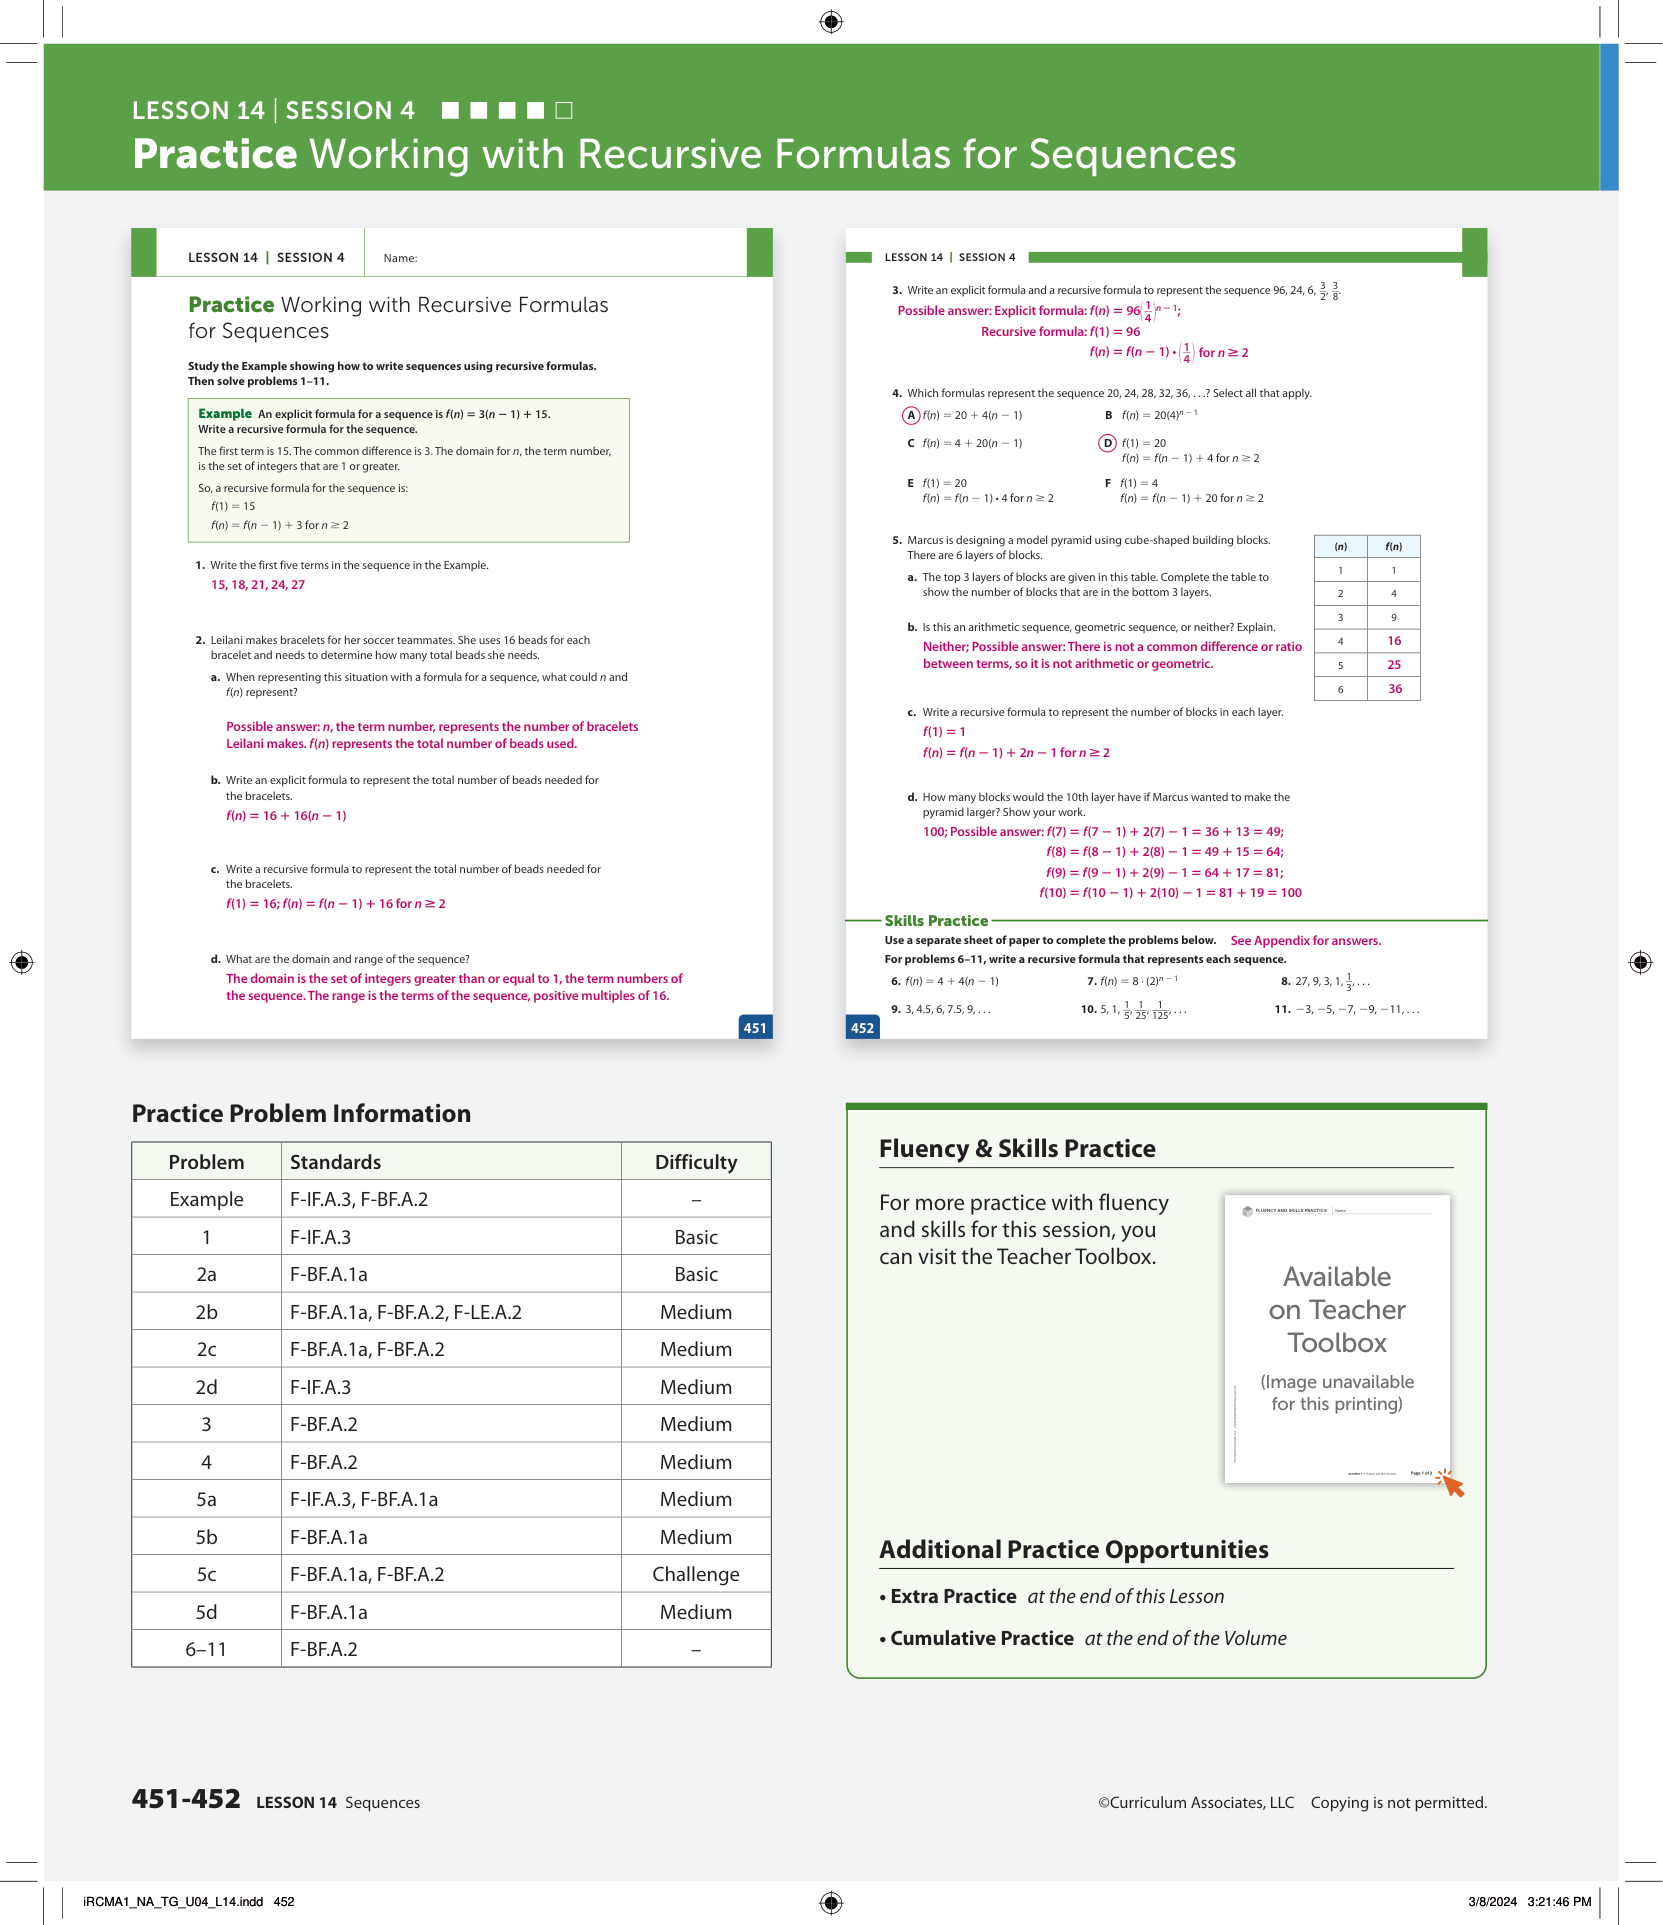 LESSON 14 | SESSION 4
Practice Working with Recursive Formulas for Sequences
LESSON 14 | SESSION 4 Name:
Practice Working with Recursive Formulas
for Sequences
Study the Example showing how to write sequences using recursive formulas.
Then solve problems 1–11.
Example An explicit formula for a sequence is f(n) = 3(n − 1) + 15.
Write a recursive formula for the sequence.
The first term is 15. The common difference is 3. The domain for n, the term number,
is the set of integers that are 1 or greater.
So, a recursive formula for the sequence is:
f(1) = 15
f(n) = f(n − 1) + 3 for n ≥ 2
1. Write the first five terms in the sequence in the Example.
15, 18, 21, 24, 27
2. Leilani makes bracelets for her soccer teammates. She uses 16 beads for each
bracelet and needs to determine how many total beads she needs.
a. When representing this situation with a formula for a sequence, what could n and
f(n) represent?
Possible answer: n, the term number, represents the number of bracelets
Leilani makes. f(n) represents the total number of beads used.
b. Write an explicit formula to represent the total number of beads needed for
the bracelets.
f(n) = 16 + 16(n − 1)
c. Write a recursive formula to represent the total number of beads needed for
the bracelets.
f(1) = 16; f(n) = f(n − 1) + 16 for n ≥ 2
d. What are the domain and range of the sequence?
The domain is the set of integers greater than or equal to 1, the term numbers of
the sequence. The range is the terms of the sequence, positive multiples of 16.
451
LESSON 14 | SESSION 4
3. Write an explicit formula and a recursive formula to represent the sequence 96, 24, 6, 3/2, 3/8.
Possible answer: Explicit formula: f(n) = 96(1/4)ⁿ⁻¹;
Recursive formula: f(1) = 96
f(n) = f(n − 1) • (1/4) for n ≥ 2
4. Which formulas represent the sequence 20, 24, 28, 32, 36, . . .? Select all that apply.
A f(n) = 20 + 4(n − 1) B f(n) = 20(4)ⁿ⁻¹
C f(n) = 4 + 20(n − 1) D f(1) = 20
f(n) = f(n − 1) + 4 for n ≥ 2
E f(1) = 20 F f(1) = 4
f(n) = f(n − 1) • 4 for n ≥ 2 f(n) = f(n − 1) + 20 for n ≥ 2
5. Marcus is designing a model pyramid using cube-shaped building blocks.
There are 6 layers of blocks.
a. The top 3 layers of blocks are given in this table. Complete the table to
show the number of blocks that are in the bottom 3 layers.
b. Is this an arithmetic sequence, geometric sequence, or neither? Explain.
Neither; Possible answer: There is not a common difference or ratio
between terms, so it is not arithmetic or geometric.
(n) f(n)
1 1
2 4
3 9
4 16
5 25
6 36
c. Write a recursive formula to represent the number of blocks in each layer.
f(1) = 1
f(n) = f(n − 1) + 2n − 1 for n ≥ 2
d. How many blocks would the 10th layer have if Marcus wanted to make the
pyramid larger? Show your work.
100; Possible answer: f(7) = f(7 − 1) + 2(7) − 1 = 36 + 13 = 49;
f(8) = f(8 − 1) + 2(8) − 1 = 49 + 15 = 64;
f(9) = f(9 − 1) + 2(9) − 1 = 64 + 17 = 81;
f(10) = f(10 − 1) + 2(10) − 1 = 81 + 19 = 100
Skills Practice
Use a separate sheet of paper to complete the problems below. See Appendix for answers.
For problems 6–11, write a recursive formula that represents each sequence.
6. f(n) = 4 + 4(n − 1) 7. f(n) = 8 · (2)ⁿ⁻¹ 8. 27, 9, 3, 1, 1/3, . . .
9. 3, 4.5, 6, 7.5, 9, . . . 10. 5, 1, 1/5, 1/25, 1/125, . . . 11. −3, −5, −7, −9, −11, . . .
452
Practice Problem Information
Problem Standards Difficulty
Example F-IF.A.3, F-BF.A.2 –
1 F-IF.A.3 Basic
2a F-BF.A.1a Basic
2b F-BF.A.1a, F-BF.A.2, F-LE.A.2 Medium
2c F-BF.A.1a, F-BF.A.2 Medium
2d F-IF.A.3 Medium
3 F-BF.A.2 Medium
4 F-BF.A.2 Medium
5a F-IF.A.3, F-BF.A.1a Medium
5b F-BF.A.1a Medium
5c F-BF.A.1a, F-BF.A.2 Challenge
5d F-BF.A.1a Medium
6–11 F-BF.A.2 –
Fluency & Skills Practice
For more practice with fluency
and skills for this session, you
can visit the Teacher Toolbox.
FLUENCY AND SKILLS PRACTICE | Name:
Available
on Teacher
Toolbox
(Image unavailable
for this printing)
Page 1 of 2
Additional Practice Opportunities
• Extra Practice at the end of this Lesson
• Cumulative Practice at the end of the Volume
451-452 LESSON 14 Sequences
©Curriculum Associates, LLC Copying is not permitted.
iRCMA1_NA_TG_U04_L14.indd 452
3/8/2024 3:21:46 PM